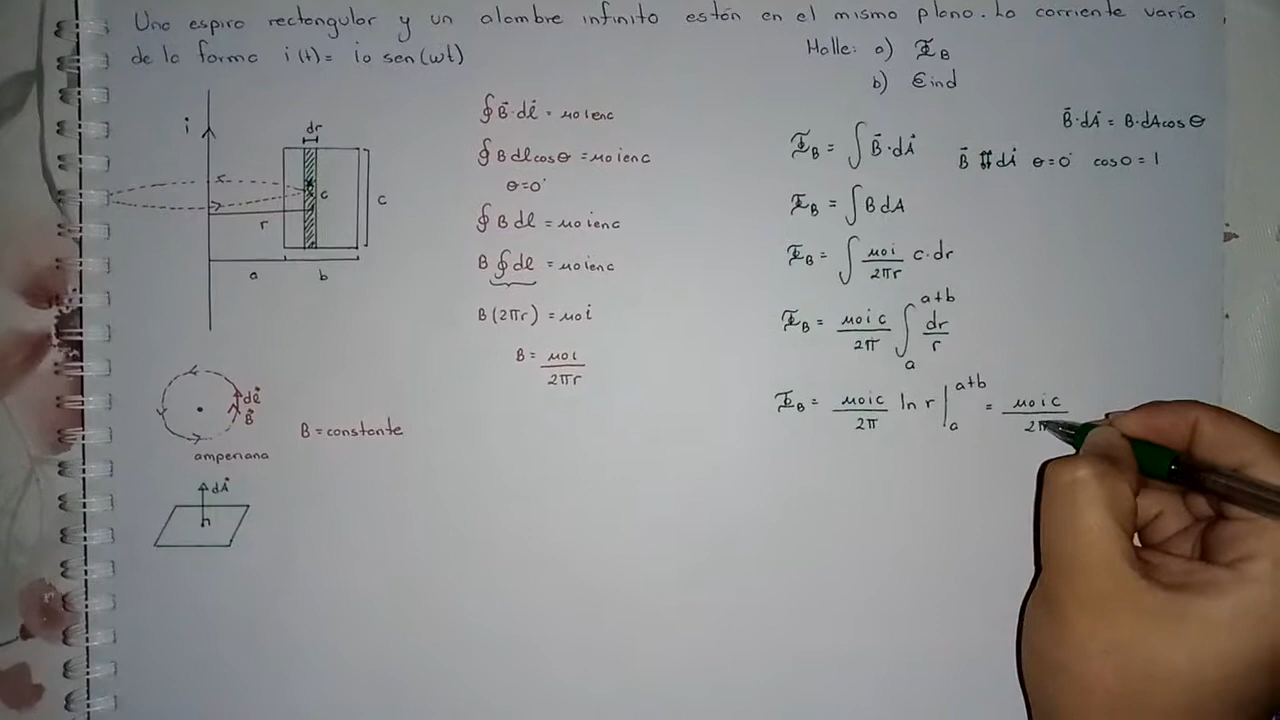 Una espira rectangular y un alambre infinito están en el mismo plano. La corriente varía
de la forma i(t) = io sen(wt)
Halle: a) ΦB
b) Eind
i
dr
c
c
r
a
b
∮ B⃗·dl⃗ = μo ienc
∮ B dl cosθ = μo ienc
θ=0°
∮ B dl = μo ienc
B ∮ dl = μo ienc
B(2πr) = μo i
B = μo i / 2πr
dl⃗
B⃗
amperiana
B = constante
dA⃗
n
B⃗·dA⃗ = B·dA cosθ
ΦB = ∫ B⃗·dA⃗
B⃗ ∥ dA⃗ θ=0° cos0 = 1
ΦB = ∫ B dA
ΦB = ∫ μo i / 2πr c·dr
ΦB = μo i c / 2π ∫ₐᵃ⁺ᵇ dr / r
ΦB = μo i c / 2π ln r |ₐᵃ⁺ᵇ = μo i c / 2π